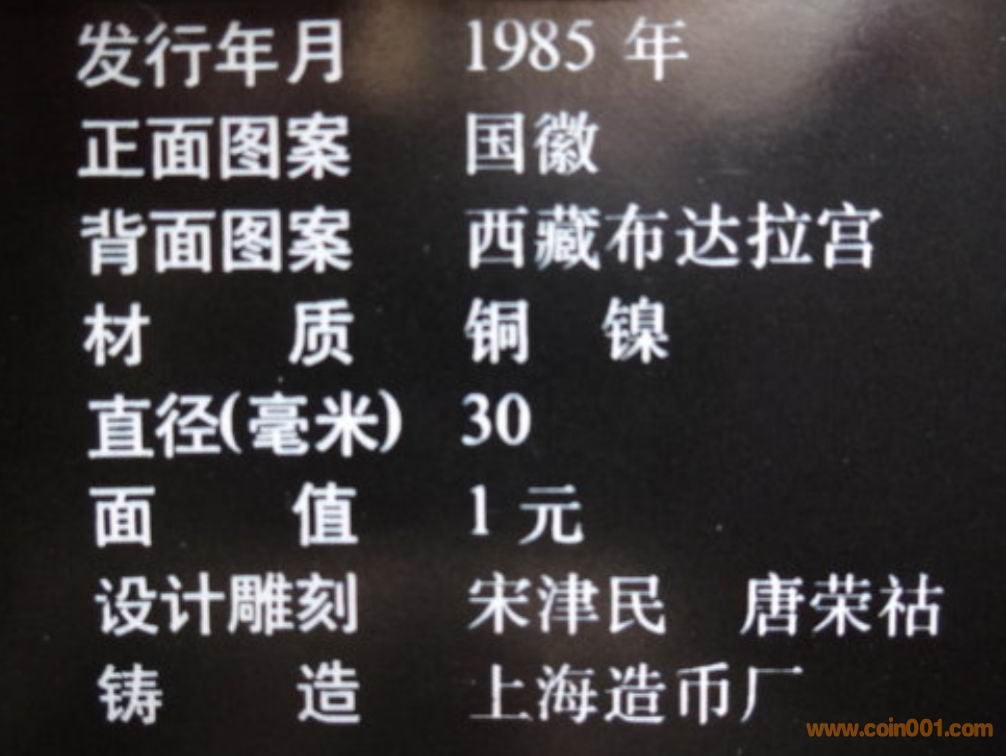 发行年月 1985 年
正面图案 国徽
背面图案 西藏布达拉宫
材 质 铜 镍
直径(毫米) 30
面 值 1 元
设计雕刻 宋津民 唐荣祜
铸 造 上海造币厂
www.coin001.com